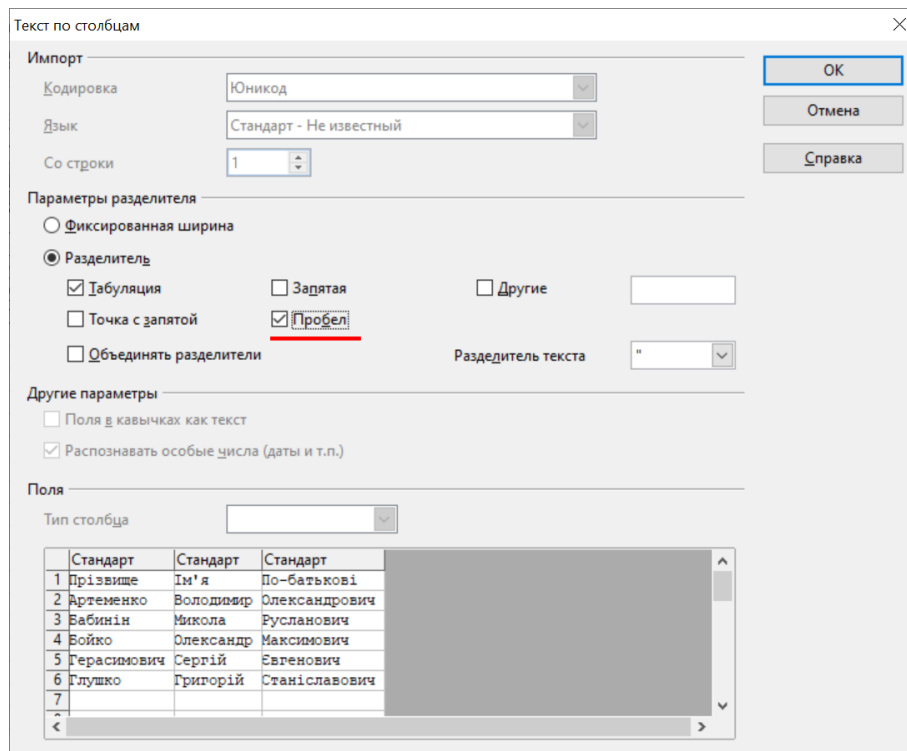 Текст по столбцам
Импорт
Кодировка Юникод
Язык Стандарт - Не известный
Со строки 1
ОК
Отмена
Справка
Параметры разделителя
Фиксированная ширина
Разделитель
Табуляция Запятая Другие
Точка с запятой Пробел
Объединять разделители Разделитель текста "
Другие параметры
Поля в кавычках как текст
Распознавать особые числа (даты и т.п.)
Поля
Тип столбца
Стандарт Стандарт Стандарт
1 Прізвище Ім'я По-батькові
2 Артеменко Володимир Олександрович
3 Бабинін Микола Русланович
4 Бойко Олександр Максимович
5 Герасимович Сергій Євгенович
6 Глушко Григорій Станіславович
7